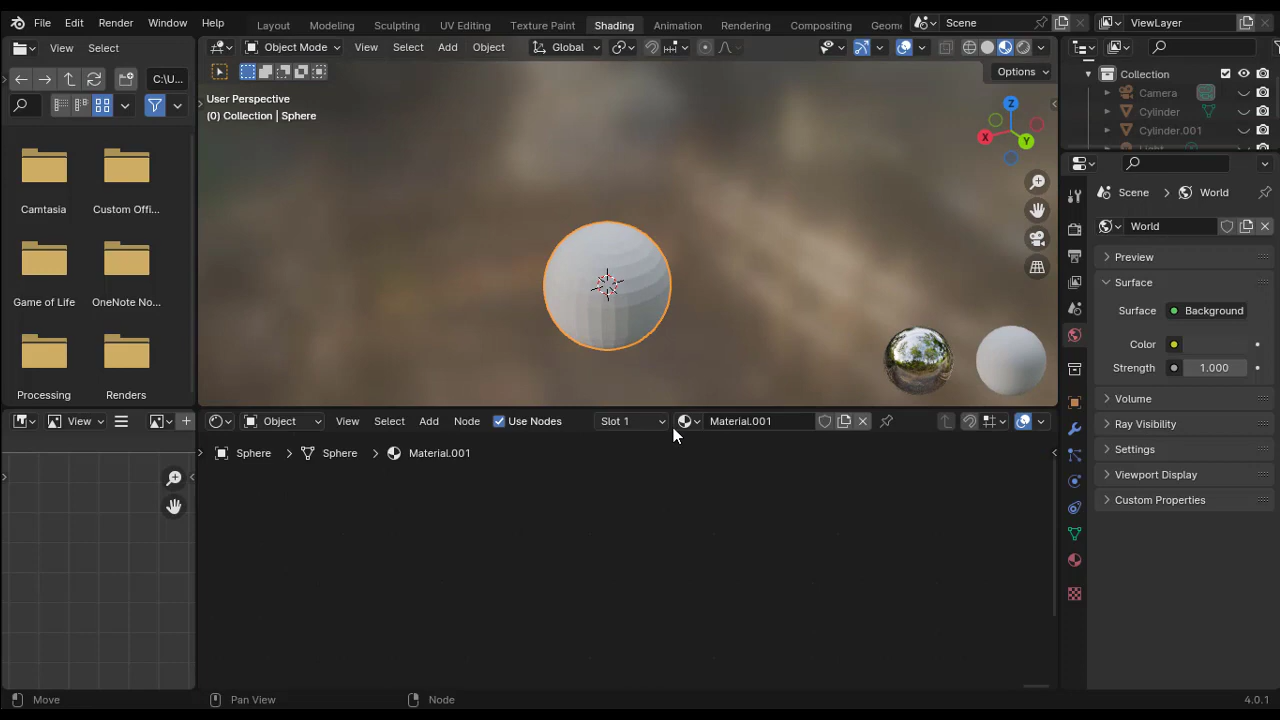 File Edit Render Window Help Layout Modeling Sculpting UV Editing Texture Paint Shading Animation Rendering Compositing Geome Scene ViewLayer
View Select
Object Mode View Select Add Object Global
C:\U...
Options
User Perspective
(0) Collection | Sphere
Z
X
Y
Camtasia Custom Offi...
Game of Life OneNote No...
Processing Renders
Collection
Camera
Cylinder
Cylinder.001
Light
Scene World
World
Preview
Surface
Surface Background
Color
Strength 1.000
Volume
Ray Visibility
Settings
Viewport Display
Custom Properties
View
Object View Select Add Node Use Nodes Slot 1 Material.001
Sphere Sphere Material.001
Move Pan View Node 4.0.1